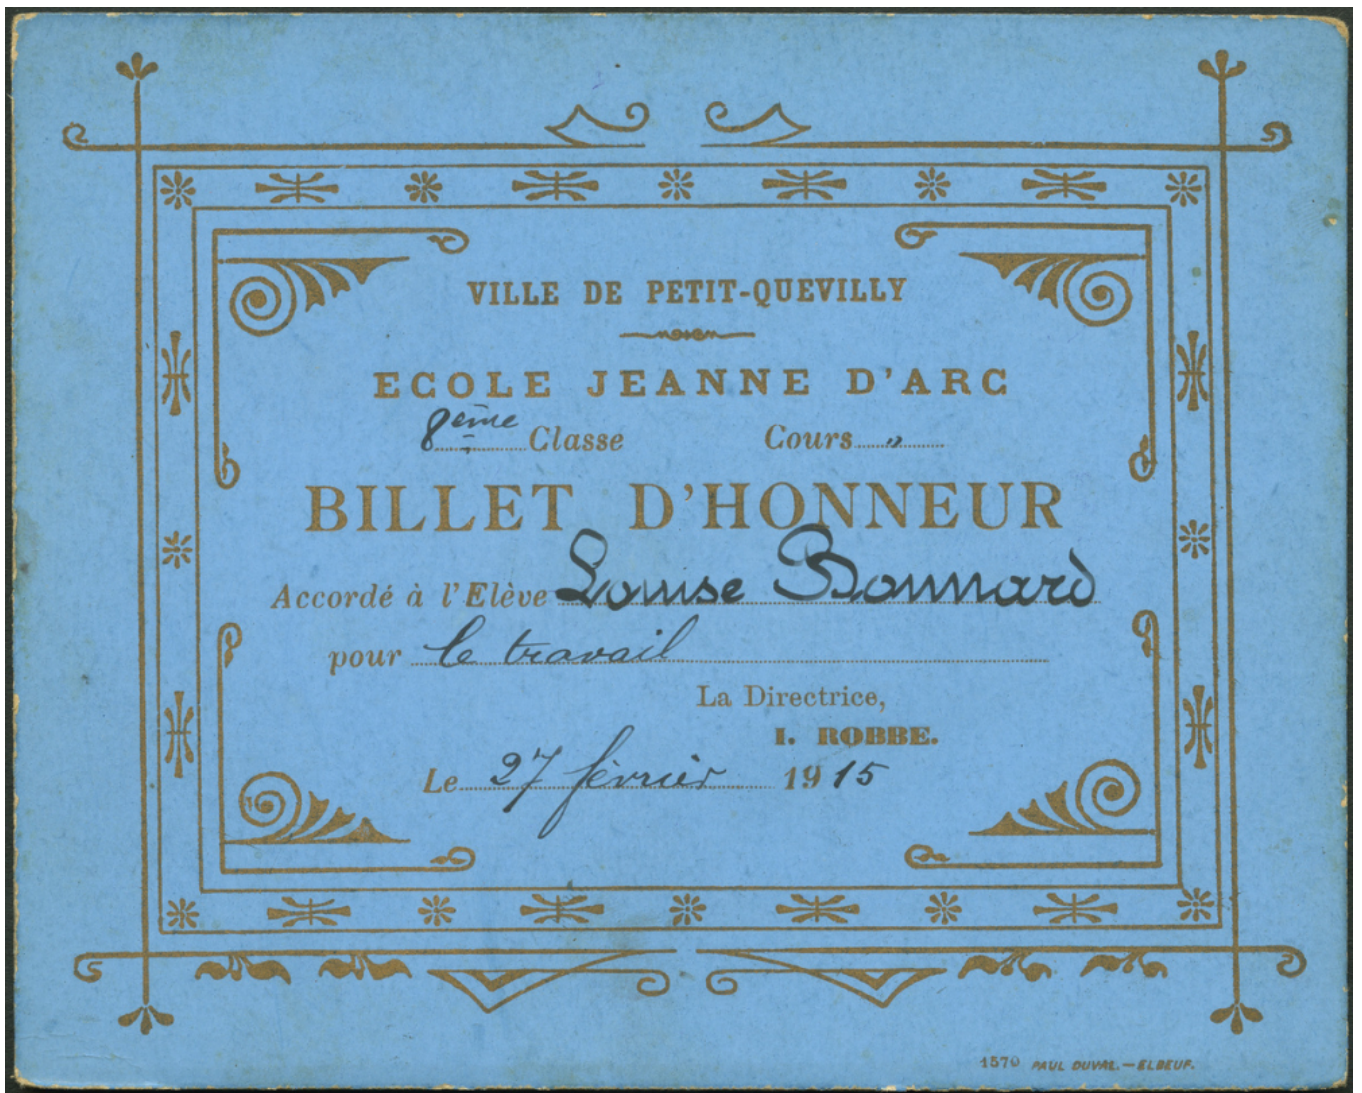 VILLE DE PETIT-QUEVILLY
ECOLE JEANNE D'ARC
8ème Classe Cours "
BILLET D'HONNEUR
Accordé à l'Elève Louise Bonnard
pour le travail
La Directrice,
I. ROBBE.
Le 27 février 1915
1570 PAUL DUVAL.—ELBEUF.